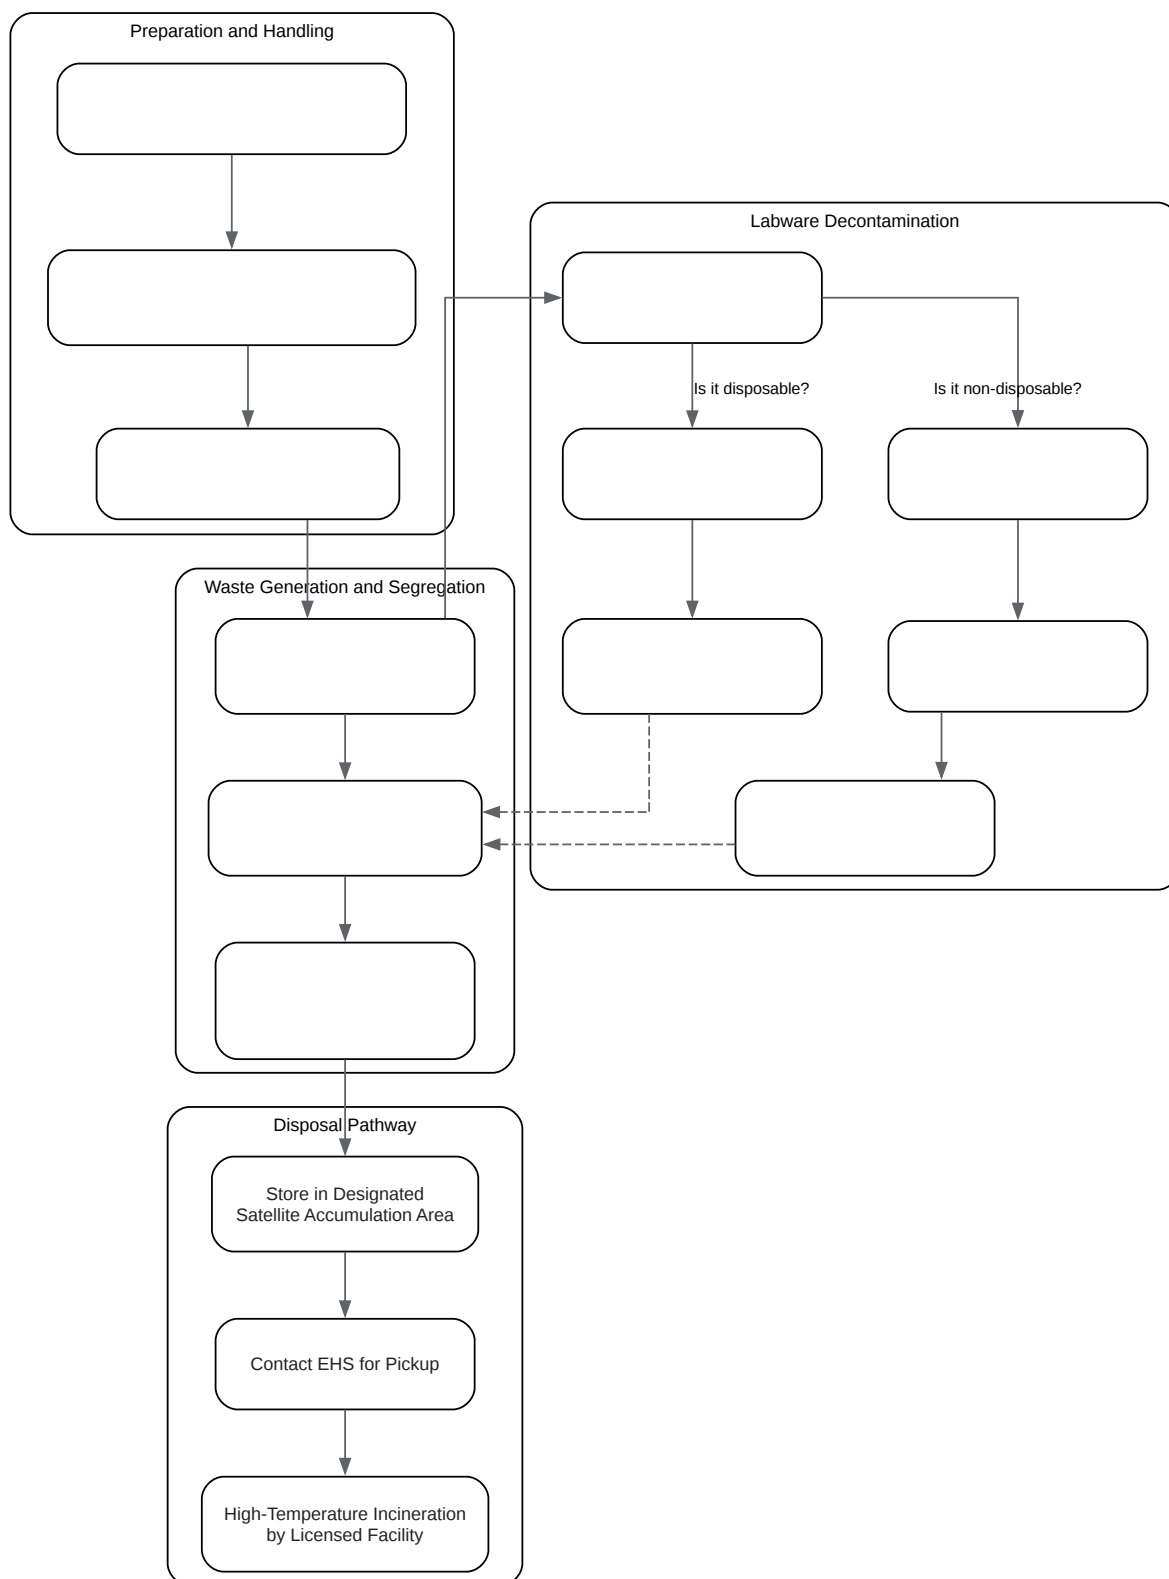 Preparation and Handling
Labware Decontamination
Is it disposable?
Is it non-disposable?
Waste Generation and Segregation
Disposal Pathway
Store in Designated
Satellite Accumulation Area
Contact EHS for Pickup
High-Temperature Incineration
by Licensed Facility